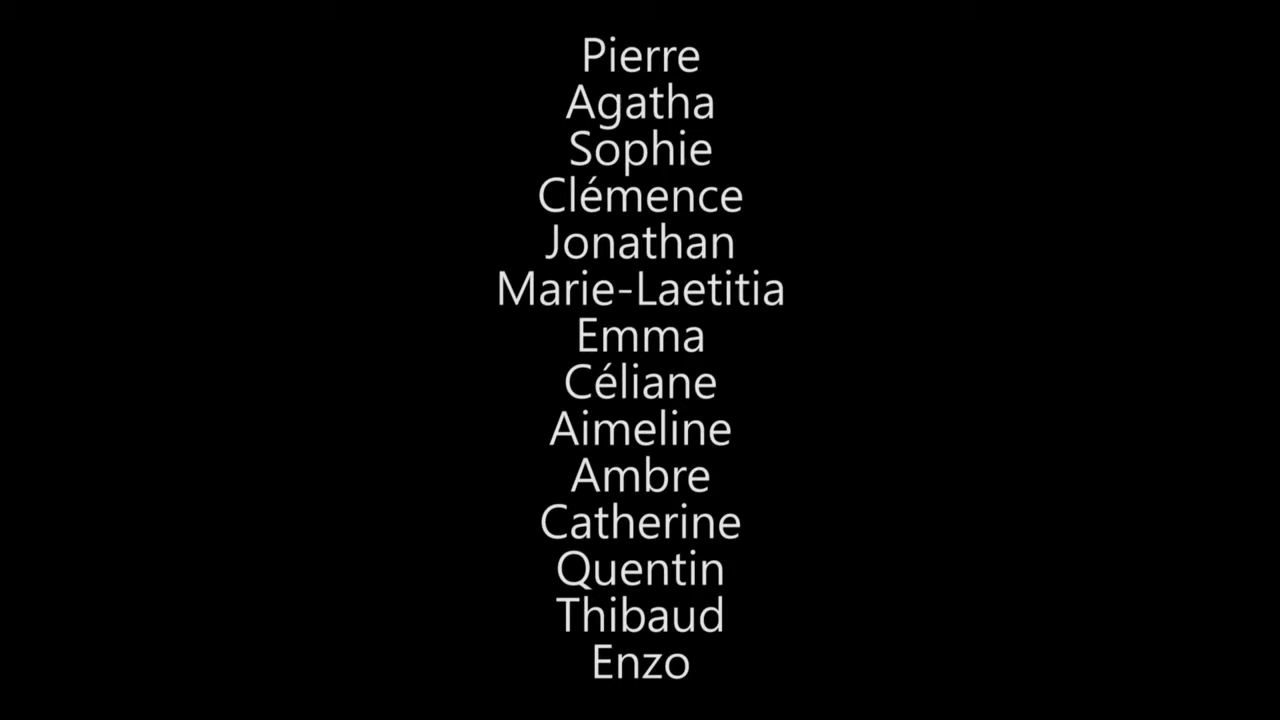 Pierre
Agatha
Sophie
Clémence
Jonathan
Marie-Laetitia
Emma
Céliane
Aimeline
Ambre
Catherine
Quentin
Thibaud
Enzo